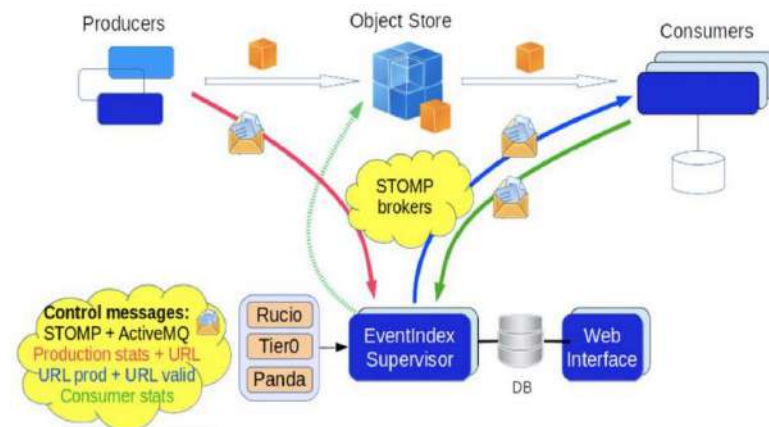 Producers
Object Store
Consumers
STOMP
brokers
Control messages:
STOMP + ActiveMQ
Production stats + URL
URL prod + URL valid
Consumer stats
Rucio
Tier0
Panda
EventIndex
Supervisor
DB
Web
Interface